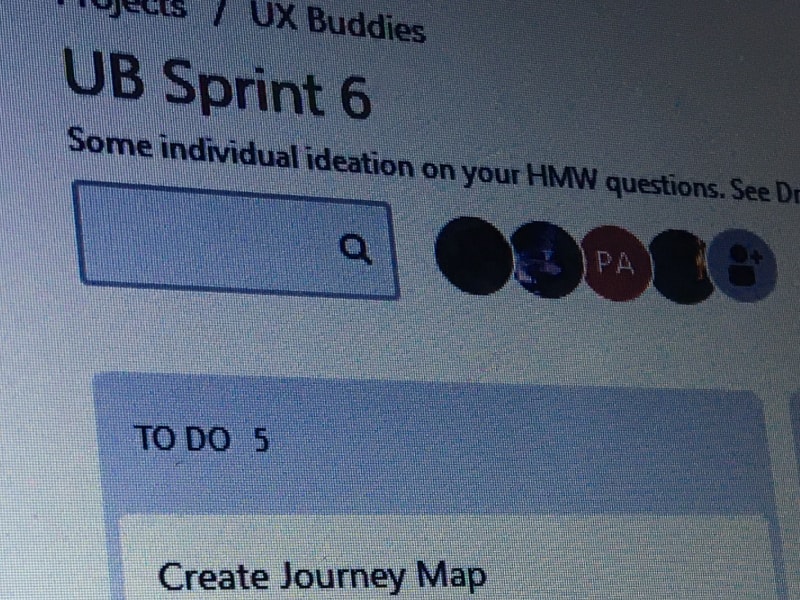 Projects / UX Buddies
UB Sprint 6
Some individual ideation on your HMW questions. See Dr
PA
TO DO 5
Create Journey Map